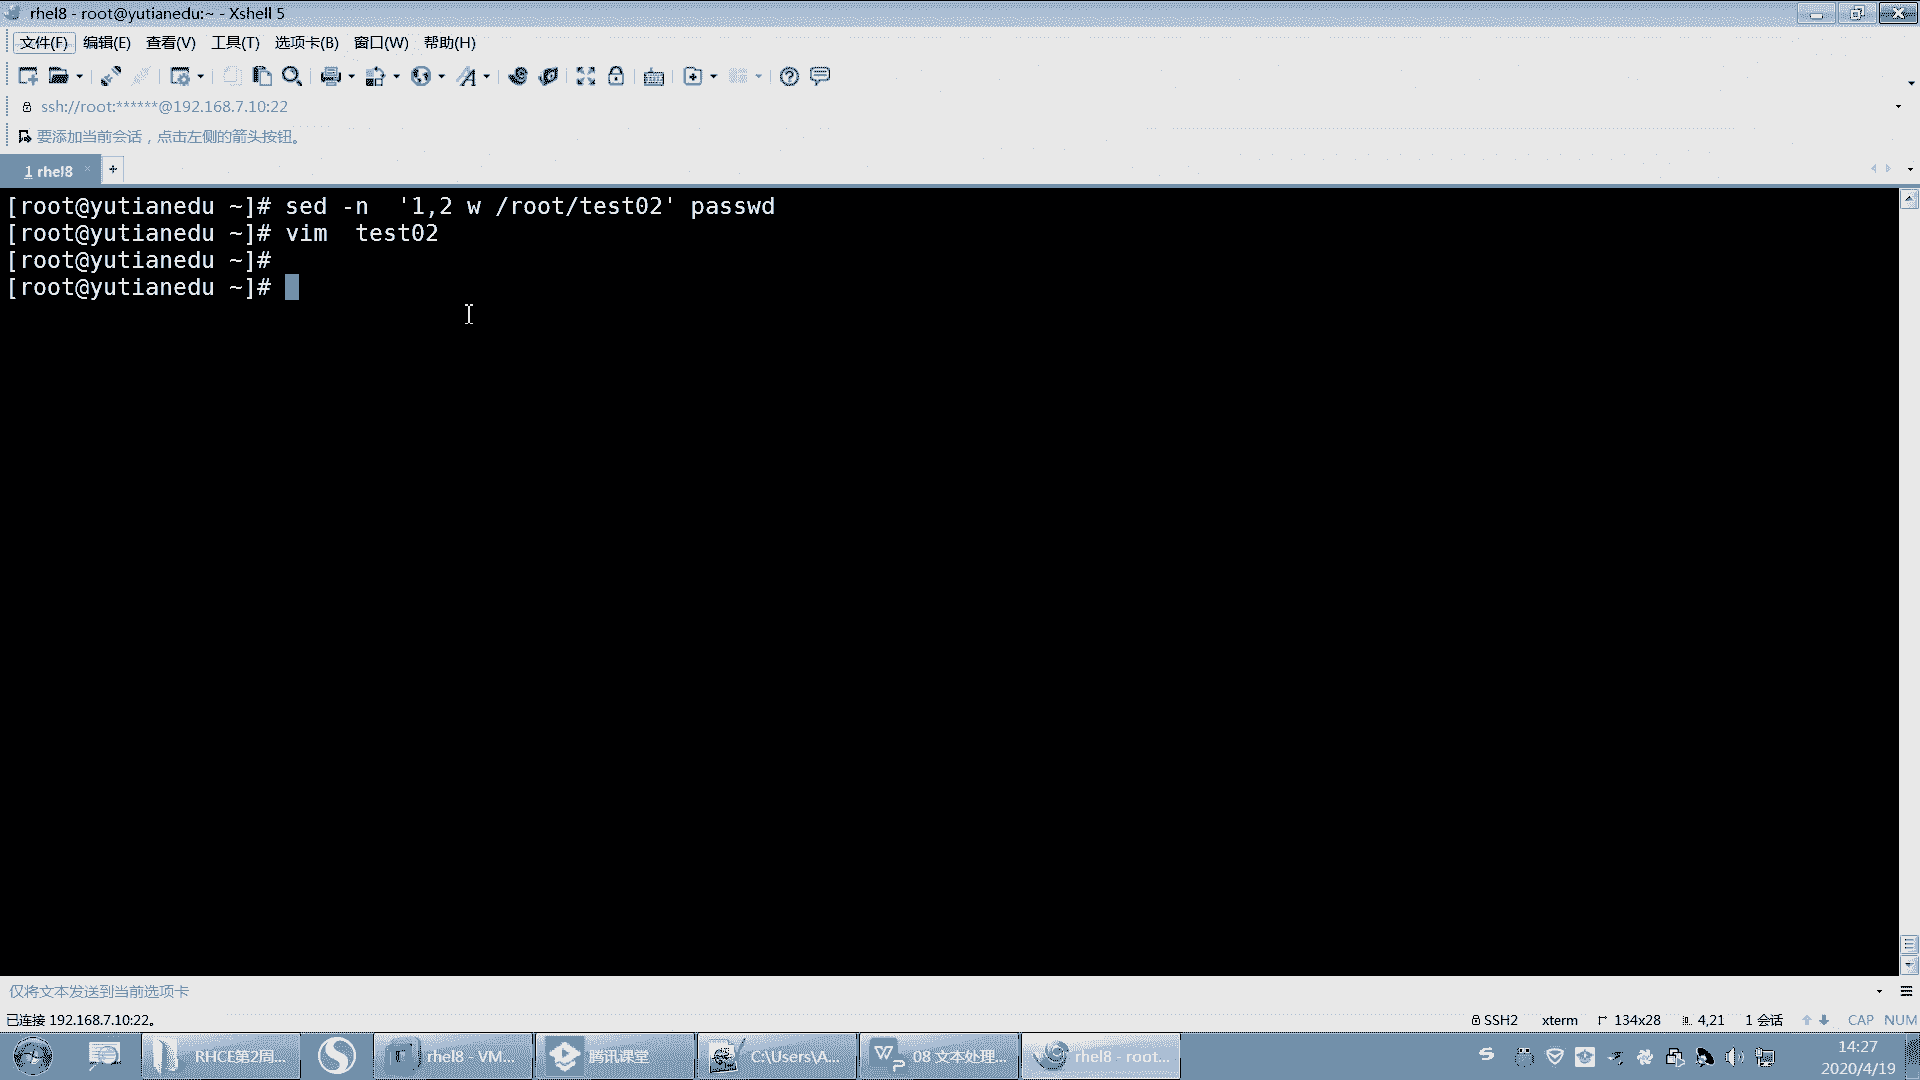 rhel8 - root@yutianedu:~ - Xshell 5
文件(F) 编辑(E) 查看(V) 工具(T) 选项卡(B) 窗口(W) 帮助(H)
ssh://root:******@192.168.7.10:22
要添加当前会话，点击左侧的箭头按钮。
1 rhel8
[root@yutianedu ~]# sed -n  '1,2 w /root/test02' passwd
[root@yutianedu ~]# vim  test02
[root@yutianedu ~]#
[root@yutianedu ~]#
仅将文本发送到当前选项卡
已连接 192.168.7.10:22。 SSH2 xterm 134x28 4,21 1 会话 CAP NUM
RHCE第2周... rhel8 - VM... 腾讯课堂 C:\Users\A... 08 文本处理... rhel8 - root... 14:27
2020/4/19